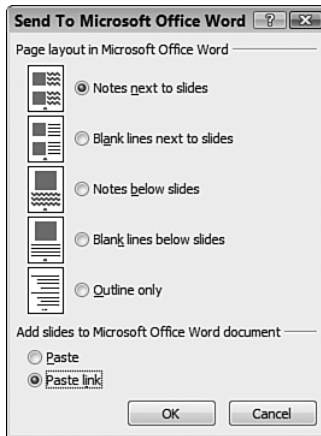 Send To Microsoft Office Word
Page layout in Microsoft Office Word
Notes next to slides
Blank lines next to slides
Notes below slides
Blank lines below slides
Outline only
Add slides to Microsoft Office Word document
Paste
Paste link
OK Cancel